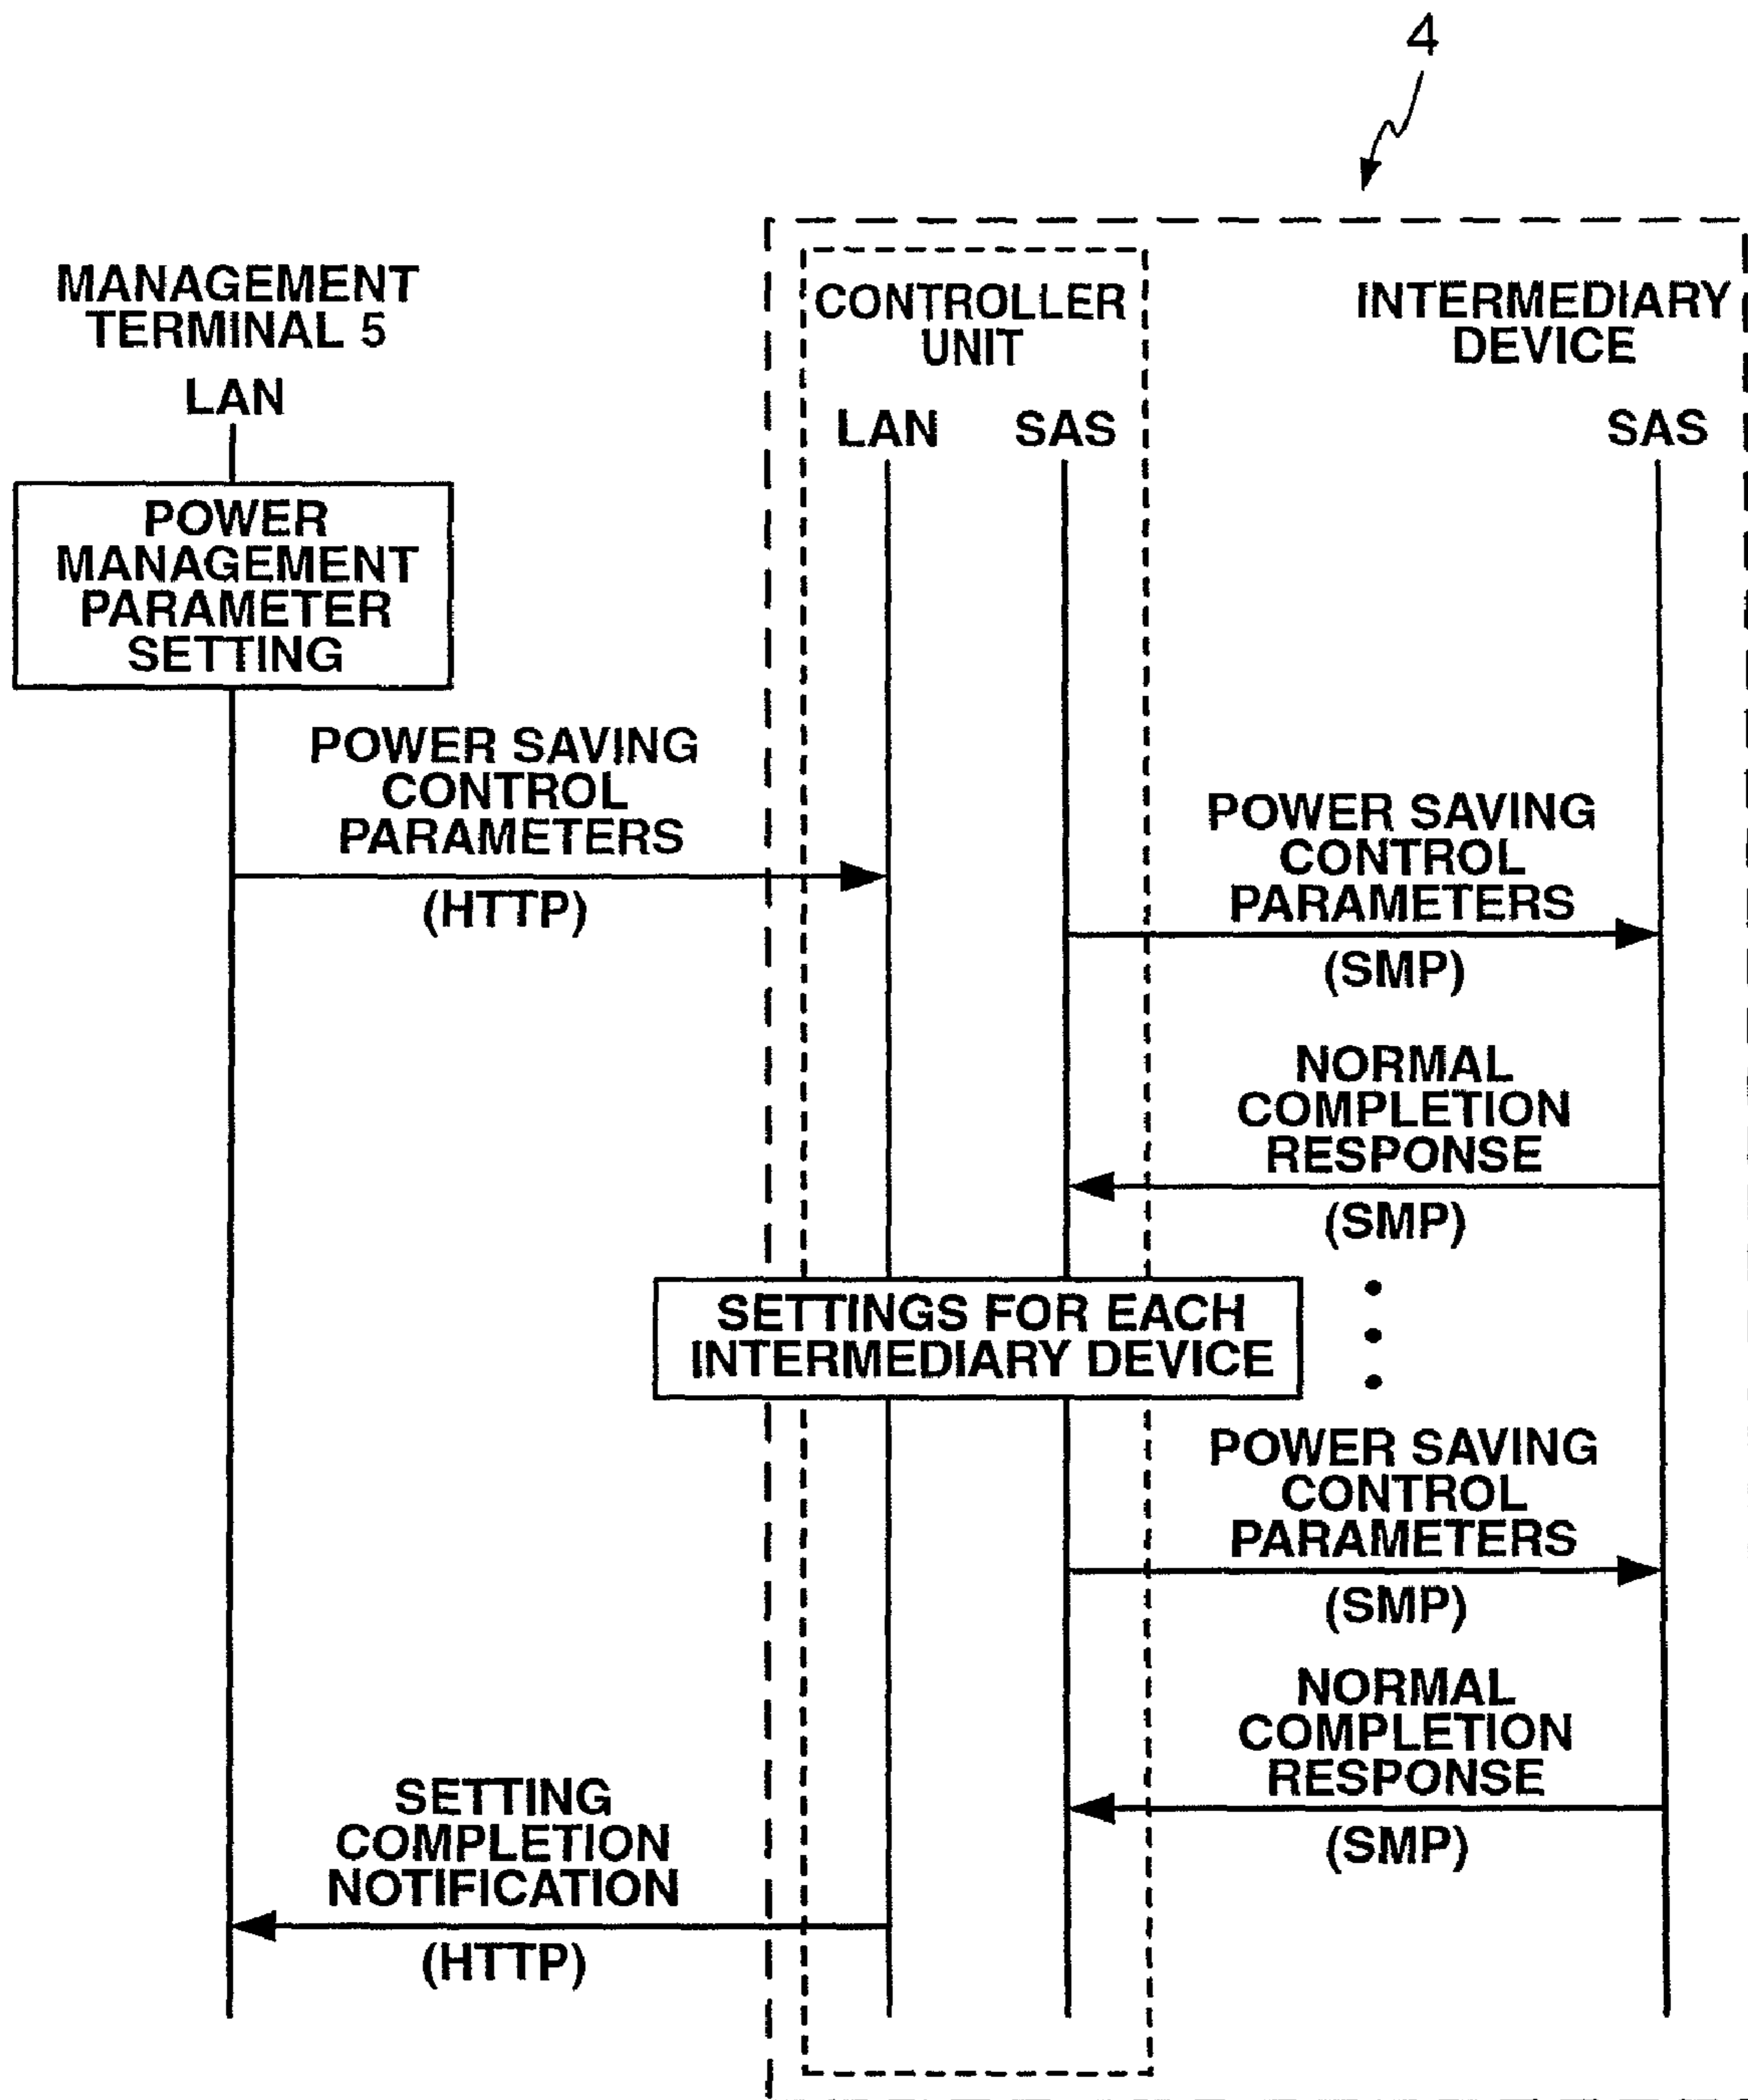 4
MANAGEMENT
TERMINAL 5
LAN
CONTROLLER
UNIT
LAN SAS
INTERMEDIARY
DEVICE
SAS
POWER
MANAGEMENT
PARAMETER
SETTING
POWER SAVING
CONTROL
PARAMETERS
(HTTP)
POWER SAVING
CONTROL
PARAMETERS
(SMP)
NORMAL
COMPLETION
RESPONSE
(SMP)
SETTINGS FOR EACH
INTERMEDIARY DEVICE
POWER SAVING
CONTROL
PARAMETERS
(SMP)
NORMAL
COMPLETION
RESPONSE
(SMP)
SETTING
COMPLETION
NOTIFICATION
(HTTP)